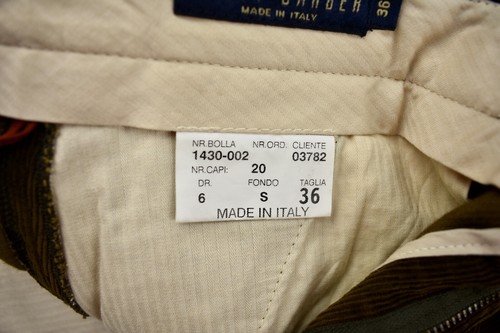 MADE IN ITALY
36
NR.BOLLA NR.ORD. CLIENTE
1430-002 03782
NR.CAPI: 20
DR. FONDO TAGLIA
6 S 36
MADE IN ITALY